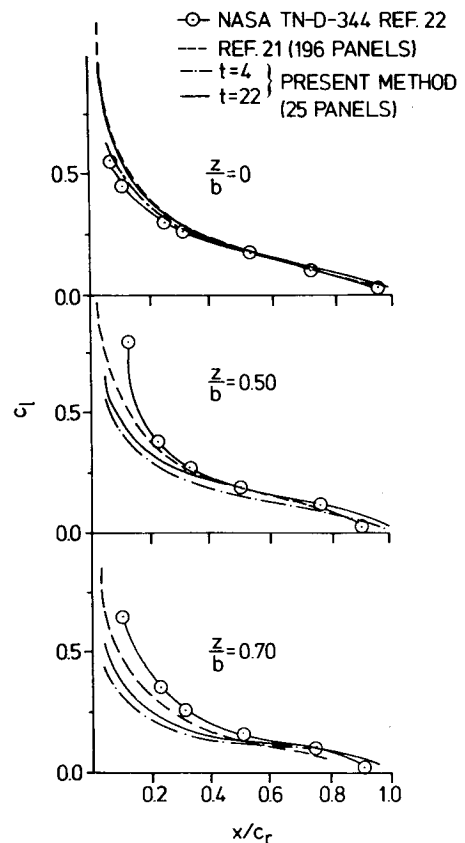 NASA TN-D-344 REF. 22
REF. 21 (196 PANELS)
t=4
t=22
PRESENT METHOD
(25 PANELS)
0.5
0.0
z/b = 0
0.5
0.0
z/b = 0.50
cl
0.5
0.0
z/b = 0.70
0.2 0.4 0.6 0.8 1.0
x/cr